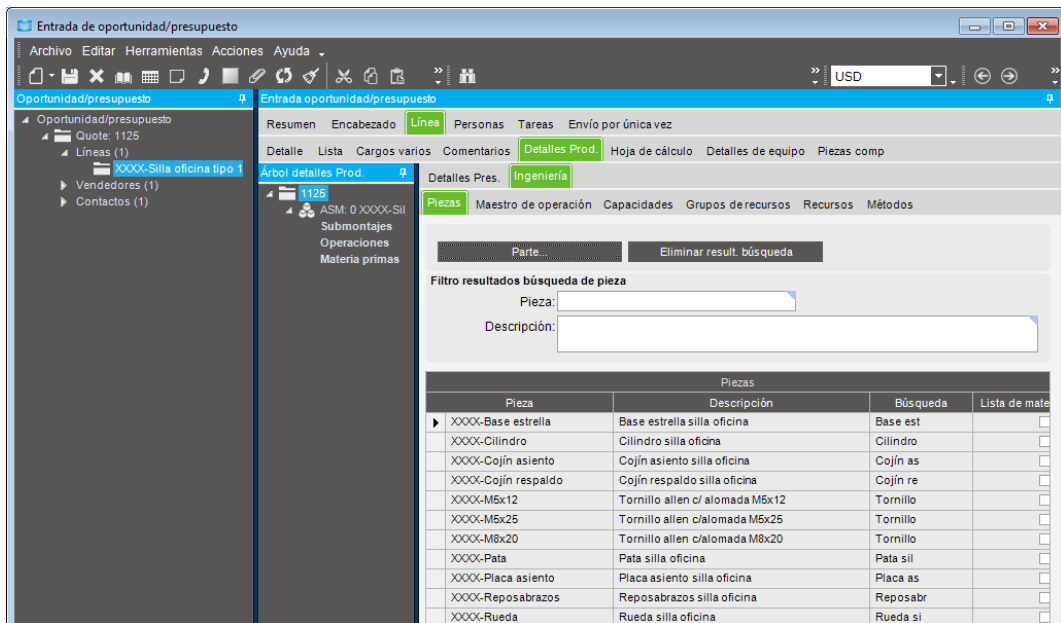 Entrada de oportunidad/presupuesto
Archivo Editar Herramientas Acciones Ayuda
USD
Oportunidad/presupuesto
Oportunidad/presupuesto
Quote: 1125
Líneas (1)
XXXX-Silla oficina tipo 1
Vendedores (1)
Contactos (1)
Entrada oportunidad/presupuesto
Resumen Encabezado Línea Personas Tareas Envío por única vez
Detalle Lista Cargos varios Comentarios Detalles Prod. Hoja de cálculo Detalles de equipo Piezas comp
Árbol detalles Prod.
1125
ASM: 0 XXXX-Sil
Submontajes
Operaciones
Materia primas
Detalles Pres. Ingeniería
Piezas Maestro de operación Capacidades Grupos de recursos Recursos Métodos
Parte... Eliminar result. búsqueda
Filtro resultados búsqueda de pieza
Pieza:
Descripción:
Piezas
Pieza Descripción Búsqueda Lista de mate
XXXX-Base estrella Base estrella silla oficina Base est
XXXX-Cilindro Cilindro silla oficina Cilindro
XXXX-Cojín asiento Cojín asiento silla oficina Cojín as
XXXX-Cojín respaldo Cojín respaldo silla oficina Cojín re
XXXX-M5x12 Tornillo allen c/ alomada M5x12 Tornillo
XXXX-M5x25 Tornillo allen c/alomada M5x25 Tornillo
XXXX-M8x20 Tornillo allen c/alomada M8x20 Tornillo
XXXX-Pata Pata silla oficina Pata sil
XXXX-Placa asiento Placa asiento silla oficina Placa as
XXXX-Reposabrazos Reposabrazos silla oficina Reposabr
XXXX-Rueda Rueda silla oficina Rueda si